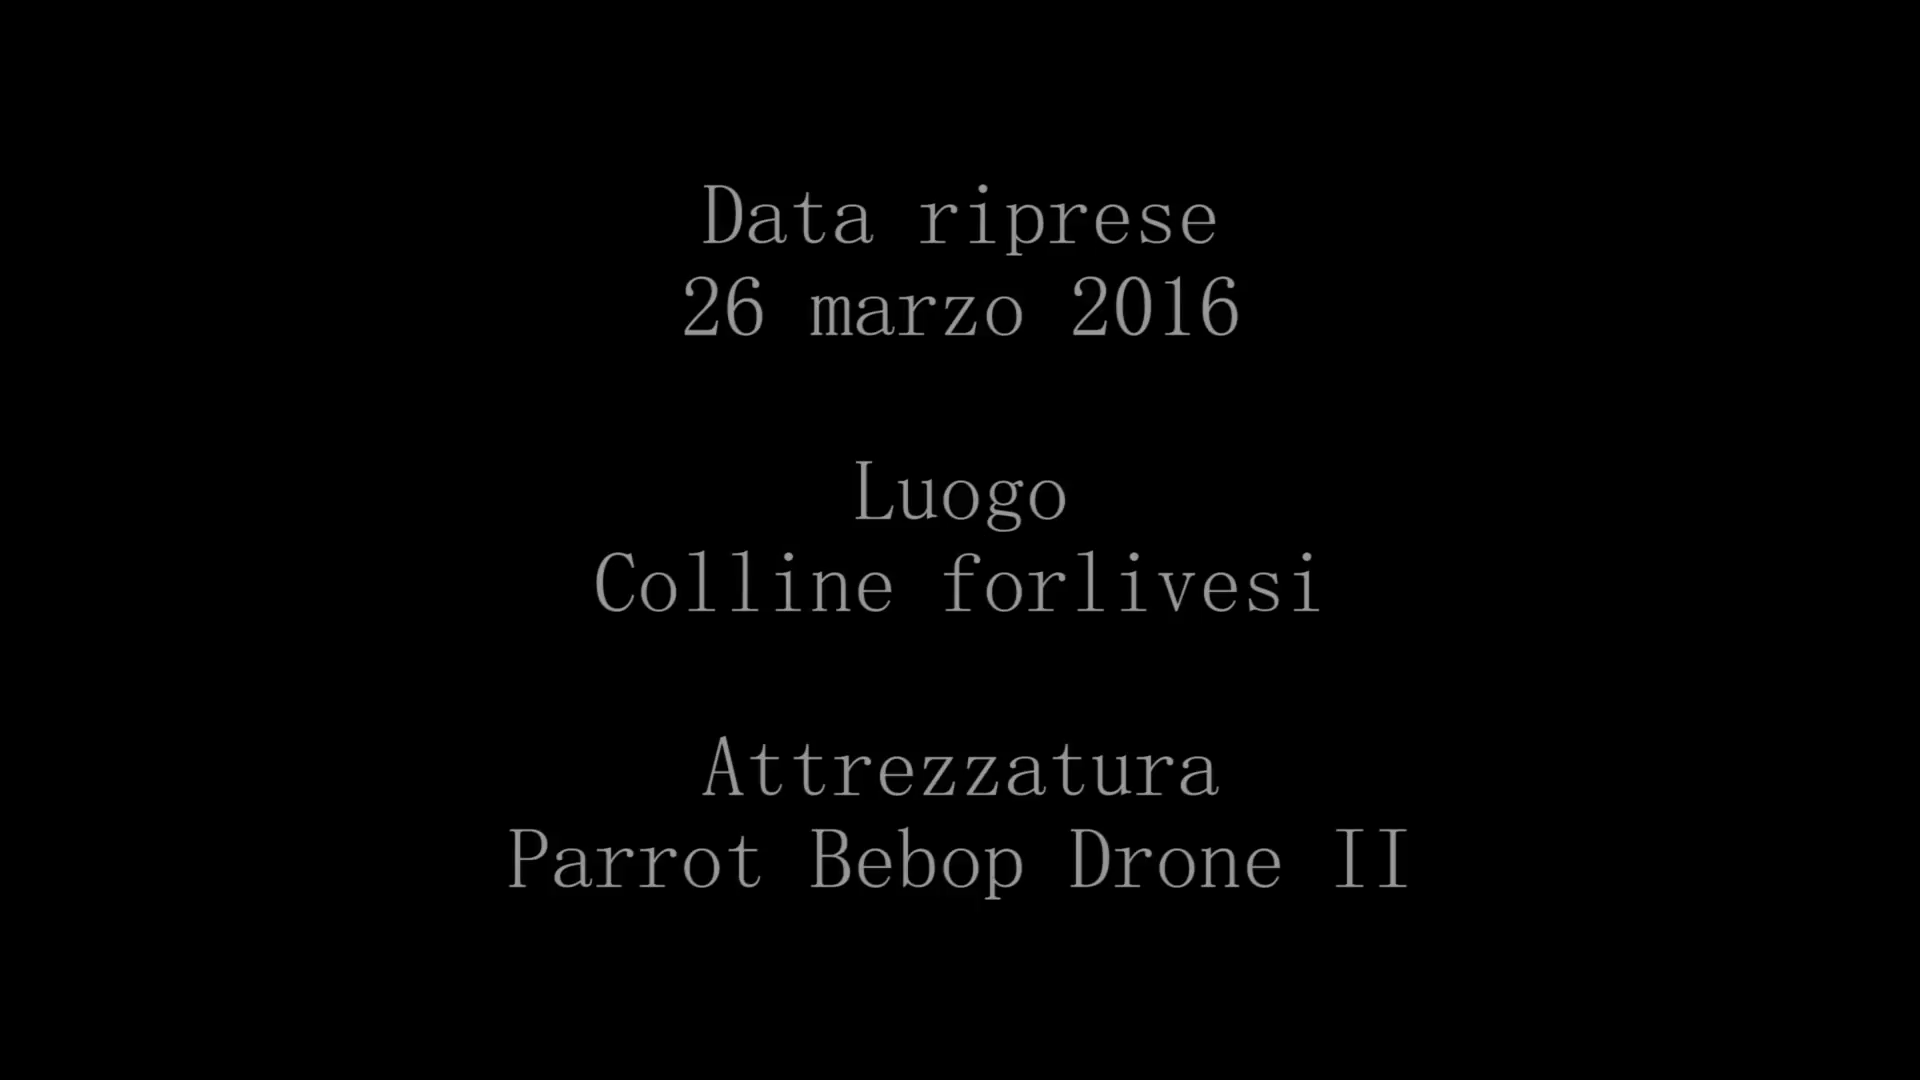 Data riprese
26 marzo 2016
Luogo
Colline forlivesi
Attrezzatura
Parrot Bebop Drone II